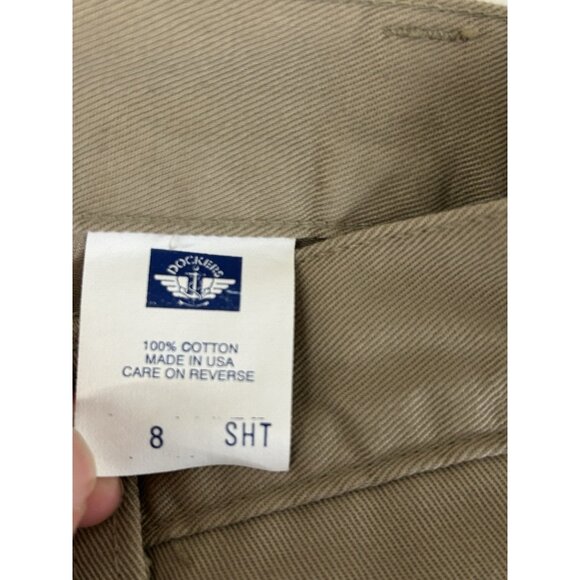 DOCKERS
100% COTTON
MADE IN USA
CARE ON REVERSE
8 SHT